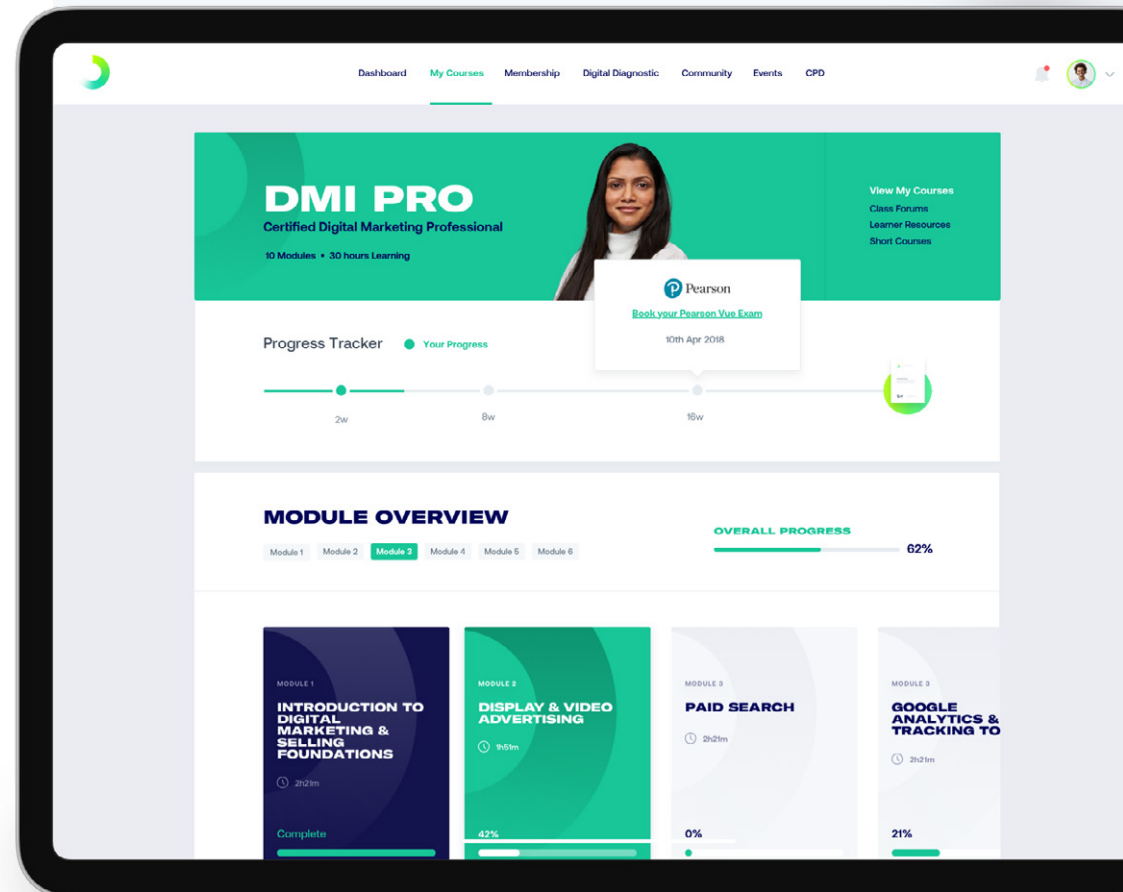 Dashboard My Courses Membership Digital Diagnostic Community Events CPD
DMI PRO
Certified Digital Marketing Professional
10 Modules • 30 hours Learning
View My Courses
Class Forums
Learner Resources
Short Courses
Pearson
Book your Pearson Vue Exam
10th Apr 2018
Progress Tracker Your Progress
2w 8w 16w
MODULE OVERVIEW
Module 1 Module 2 Module 3 Module 4 Module 5 Module 6
OVERALL PROGRESS
62%
MODULE 1
INTRODUCTION TO
DIGITAL
MARKETING &
SELLING
FOUNDATIONS
2h21m
Complete
MODULE 2
DISPLAY & VIDEO
ADVERTISING
1h51m
42%
MODULE 3
PAID SEARCH
2h21m
0%
MODULE 3
GOOGLE
ANALYTICS &
TRACKING TO
2h21m
21%